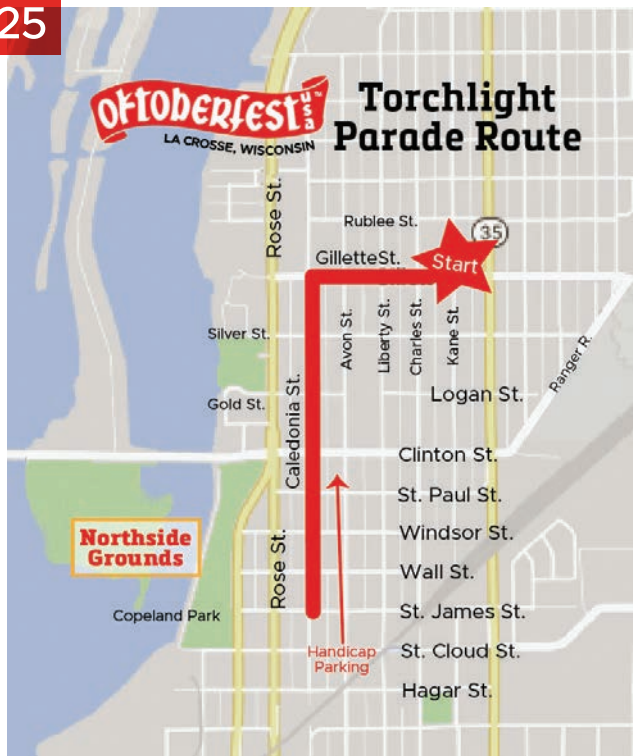 25
OKTOBERFEST USA™
LA CROSSE, WISCONSIN
Torchlight
Parade Route
Rose St.
Rublee St.
35
GilletteSt.
Start
Silver St.
Avon St.
Liberty St.
Charles St.
Kane St.
Ranger R.
Caledonia St.
Logan St.
Gold St.
Clinton St.
St. Paul St.
Northside
Grounds
Rose St.
Windsor St.
Wall St.
Copeland Park
St. James St.
Handicap
Parking
St. Cloud St.
Hagar St.